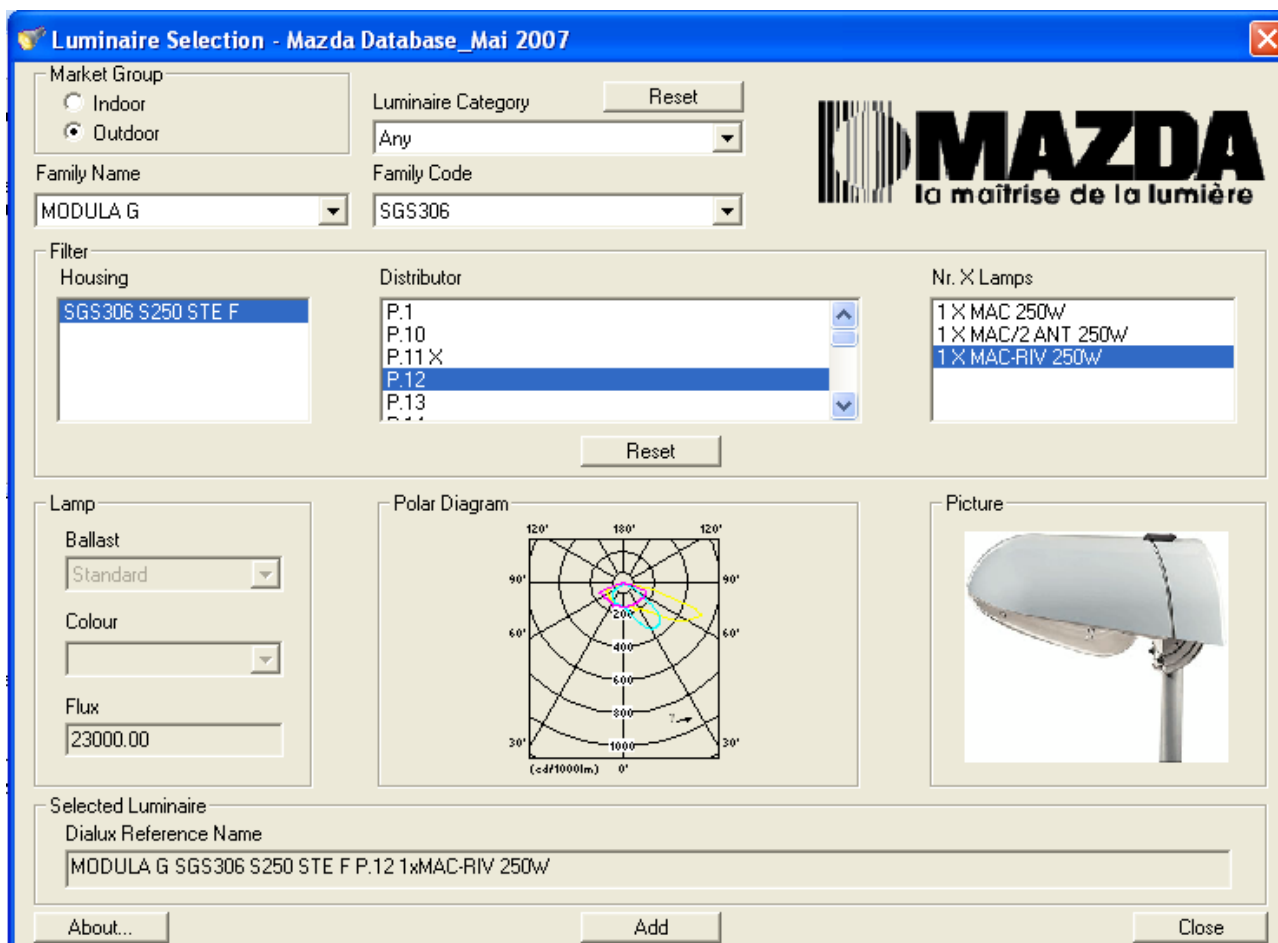 Luminaire Selection - Mazda Database_Mai 2007
Market Group
Indoor
Outdoor
Luminaire Category
Reset
Any
MAZDA
la maîtrise de la lumière
Family Name
Family Code
MODULA G
SGS306
Filter
Housing
Distributor
Nr. X Lamps
SGS306 S250 STE F
P.1
P.10
P.11 X
P.12
P.13
1 X MAC 250W
1 X MAC/2 ANT 250W
1 X MAC-RIV 250W
Reset
Lamp
Ballast
Standard
Colour
Flux
23000.00
Polar Diagram
120° 180° 120°
90° 90°
200
60° 60°
400
600
800
30° 1000 30°
(cd/1000lm) 0°
Picture
Selected Luminaire
Dialux Reference Name
MODULA G SGS306 S250 STE F P.12 1xMAC-RIV 250W
About...
Add
Close